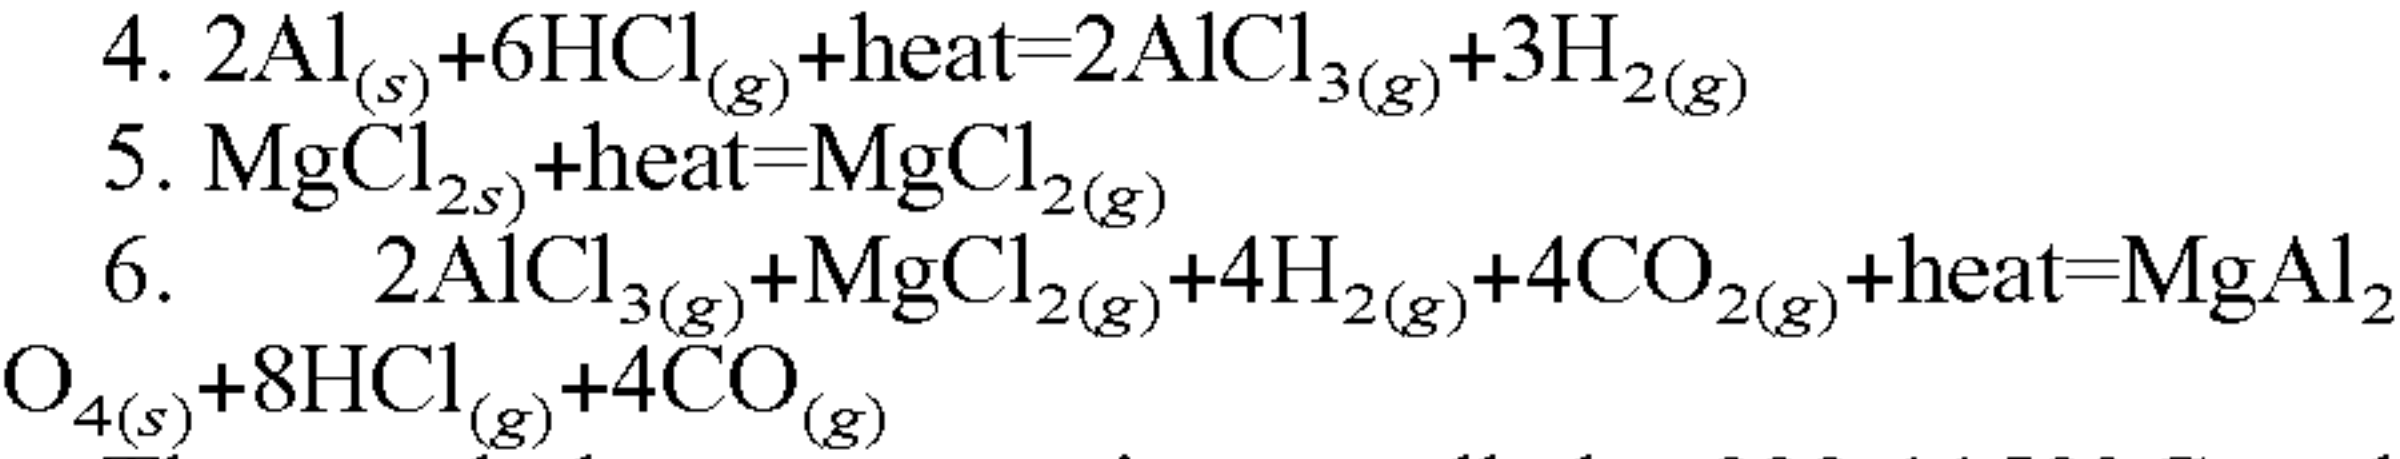 4. 2Al(s)+6HCl(g)+heat=2AlCl3(g)+3H2(g)
5. MgCl2s)+heat=MgCl2(g)
6. 2AlCl3(g)+MgCl2(g)+4H2(g)+4CO2(g)+heat=MgAl2
O4(s)+8HCl(g)+4CO(g)